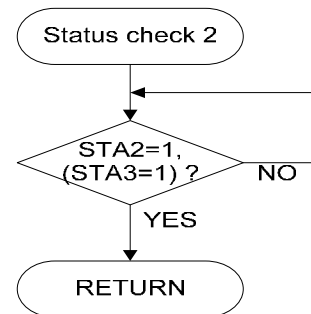 Status check 2
STA2=1,
(STA3=1) ?
NO
YES
RETURN